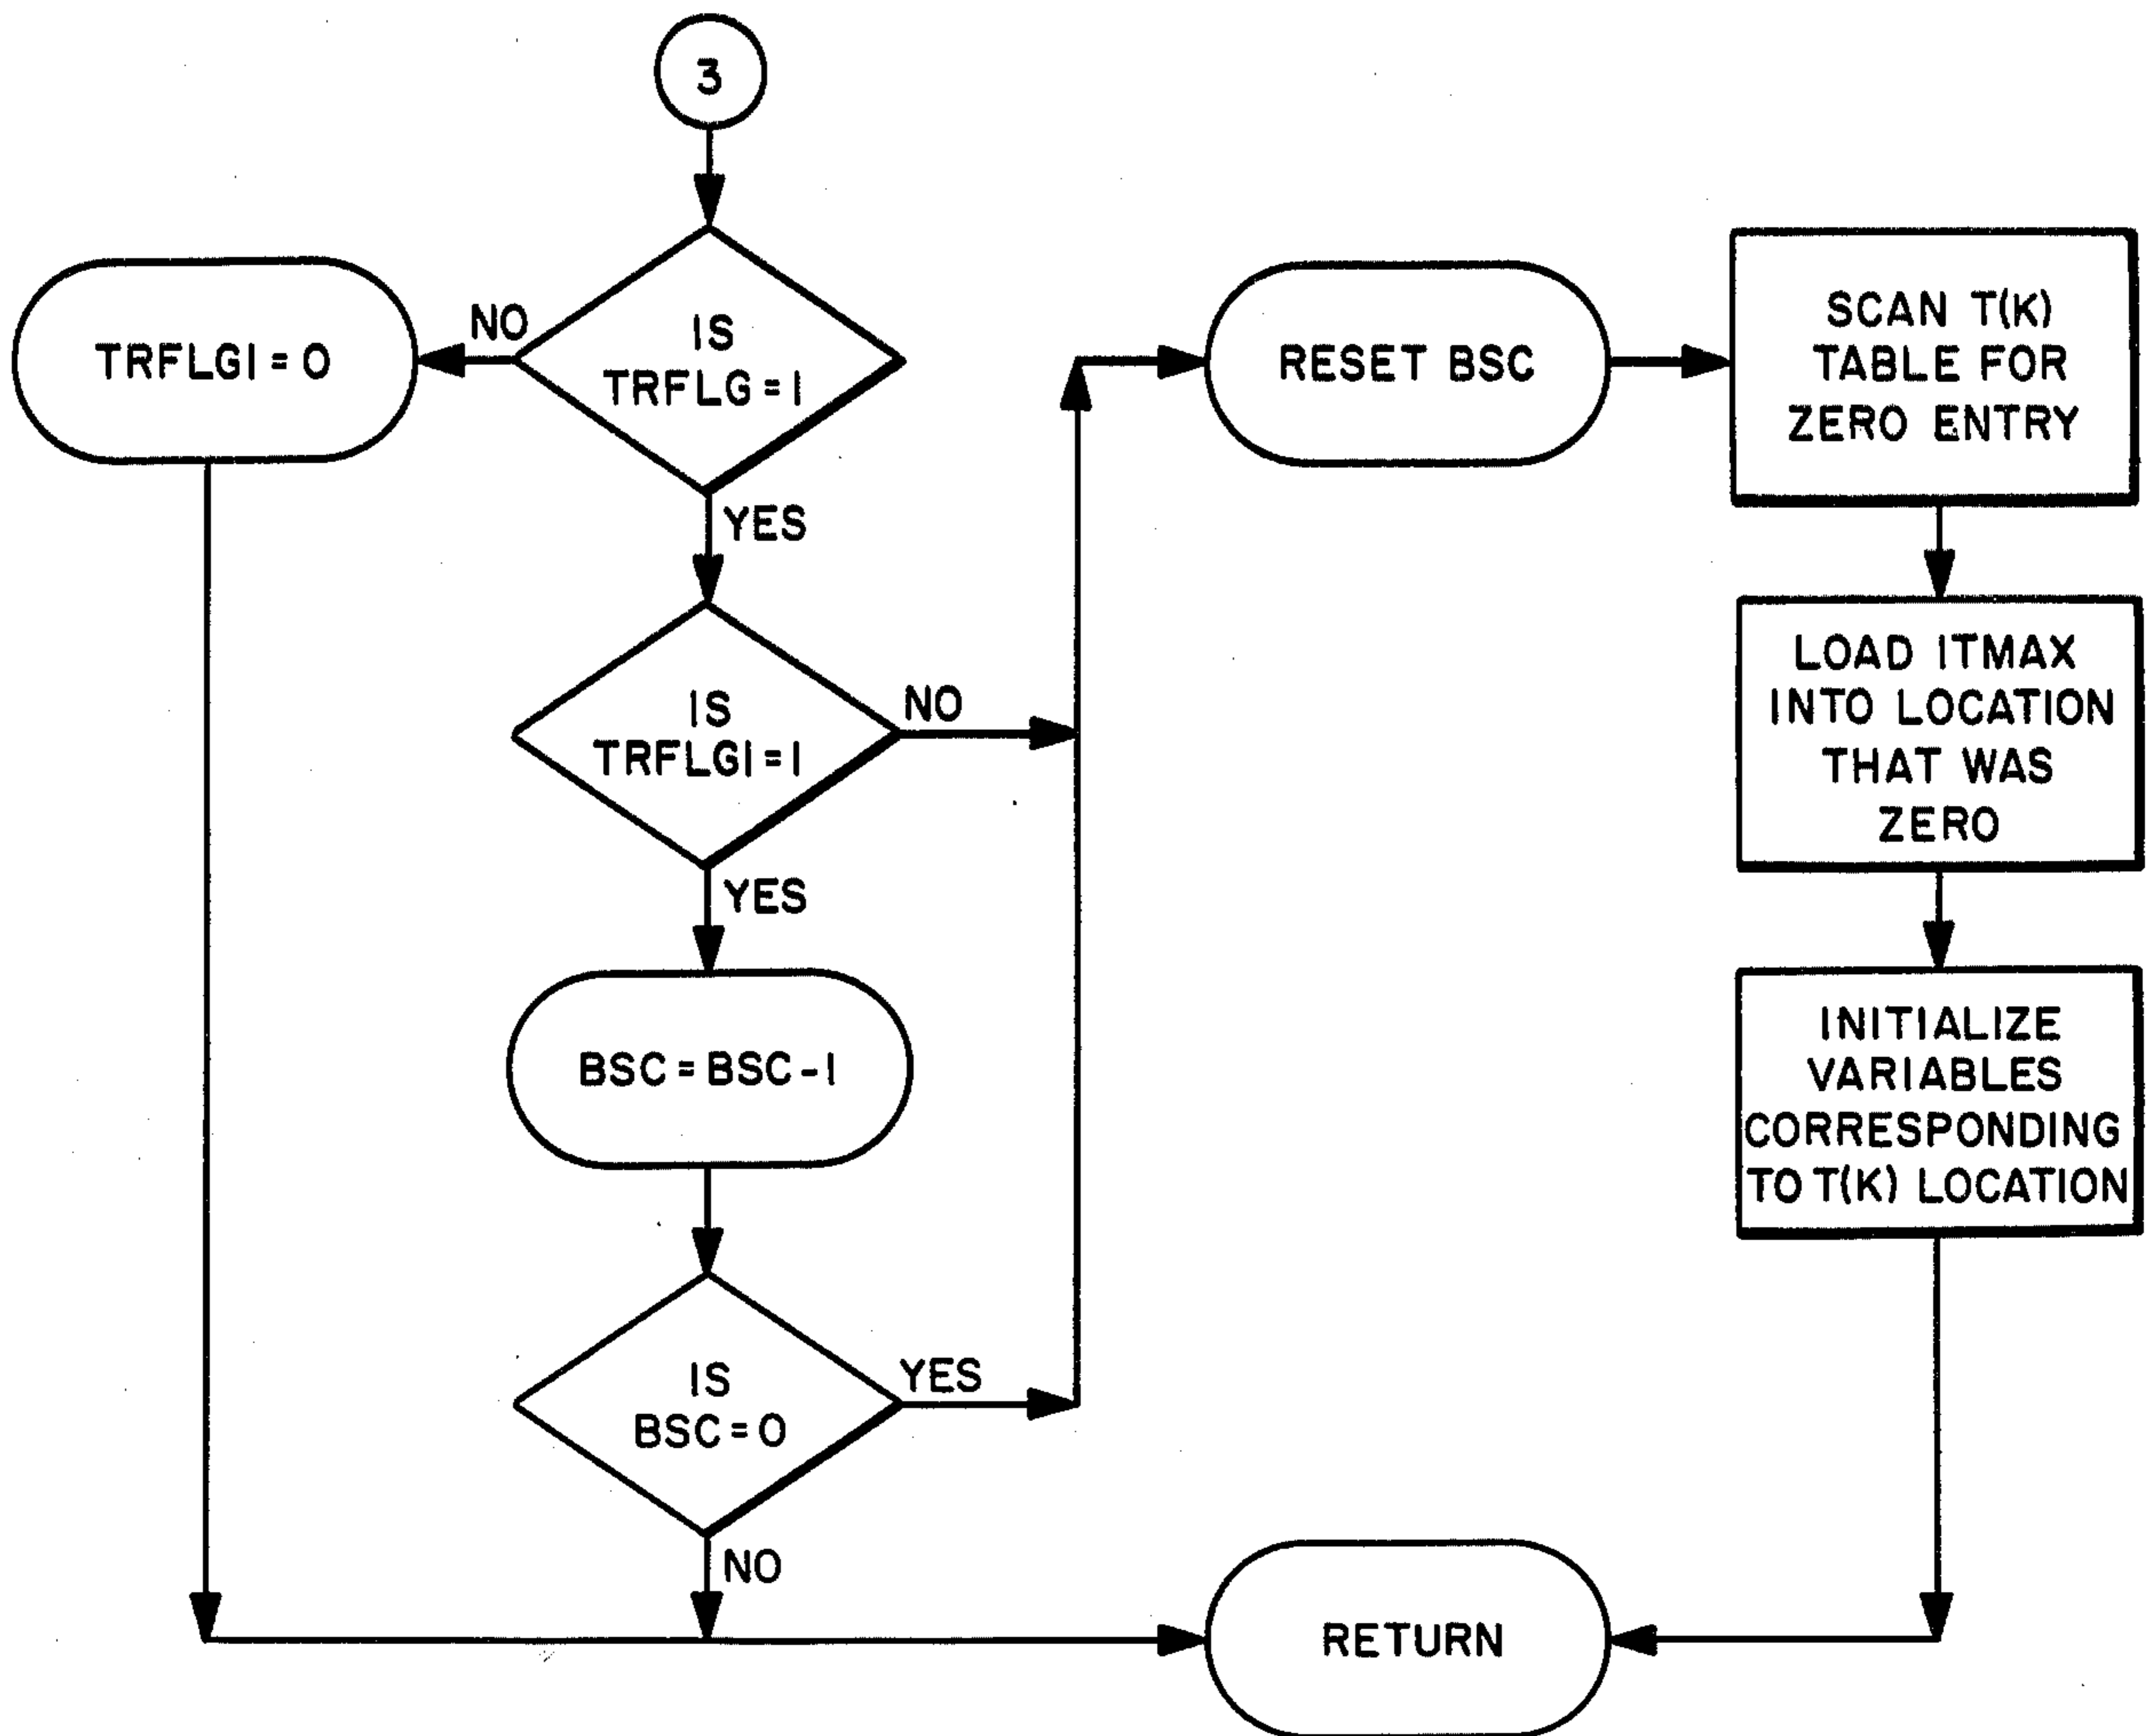 3
IS
TRFLG=1
NO
TRFLG1=0
YES
IS
TRFLG1=1
NO
YES
BSC=BSC-1
IS
BSC=0
YES
NO
RESET BSC
SCAN T(K)
TABLE FOR
ZERO ENTRY
LOAD ITMAX
INTO LOCATION
THAT WAS
ZERO
INITIALIZE
VARIABLES
CORRESPONDING
TO T(K) LOCATION
RETURN